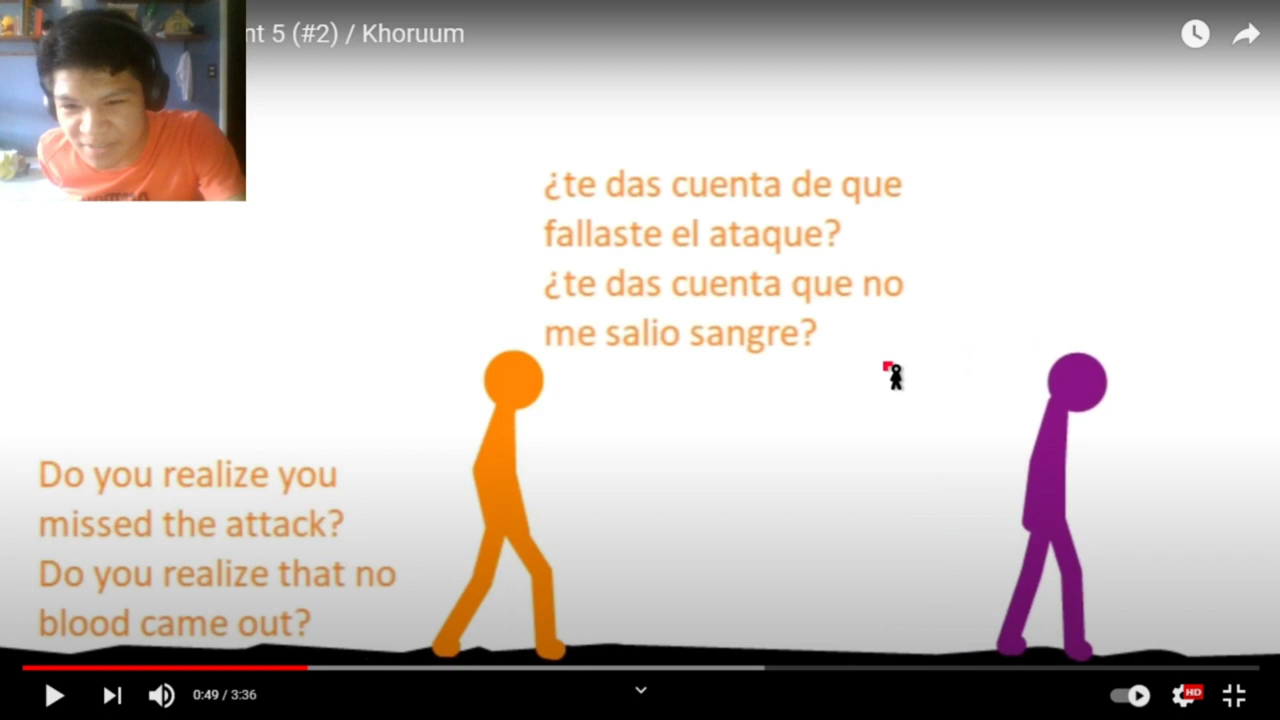 nt 5 (#2) / Khoruum
¿te das cuenta de que
fallaste el ataque?
¿te das cuenta que no
me salio sangre?
Do you realize you
missed the attack?
Do you realize that no
blood came out?
0:49 / 3:36
HD